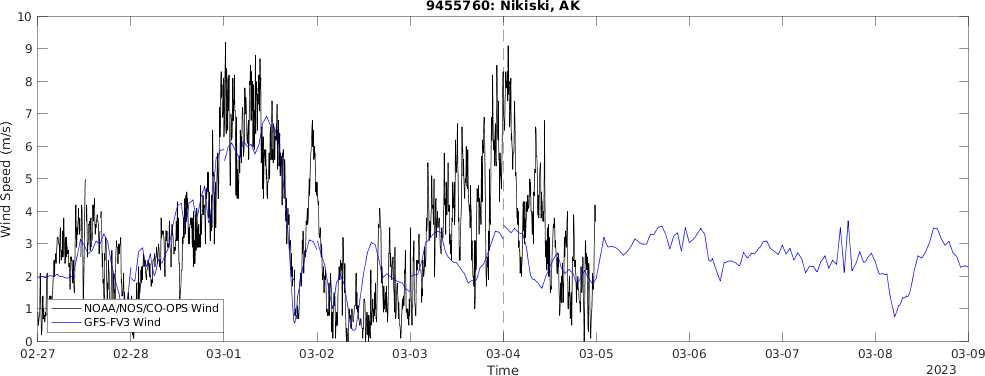 9455760: Nikiski, AK
Wind Speed (m/s)
10
9
8
7
6
5
4
3
2
1
0
NOAA/NOS/CO-OPS Wind
GFS-FV3 Wind
02-27 02-28 03-01 03-02 03-03 03-04 03-05 03-06 03-07 03-08 03-09
Time
2023